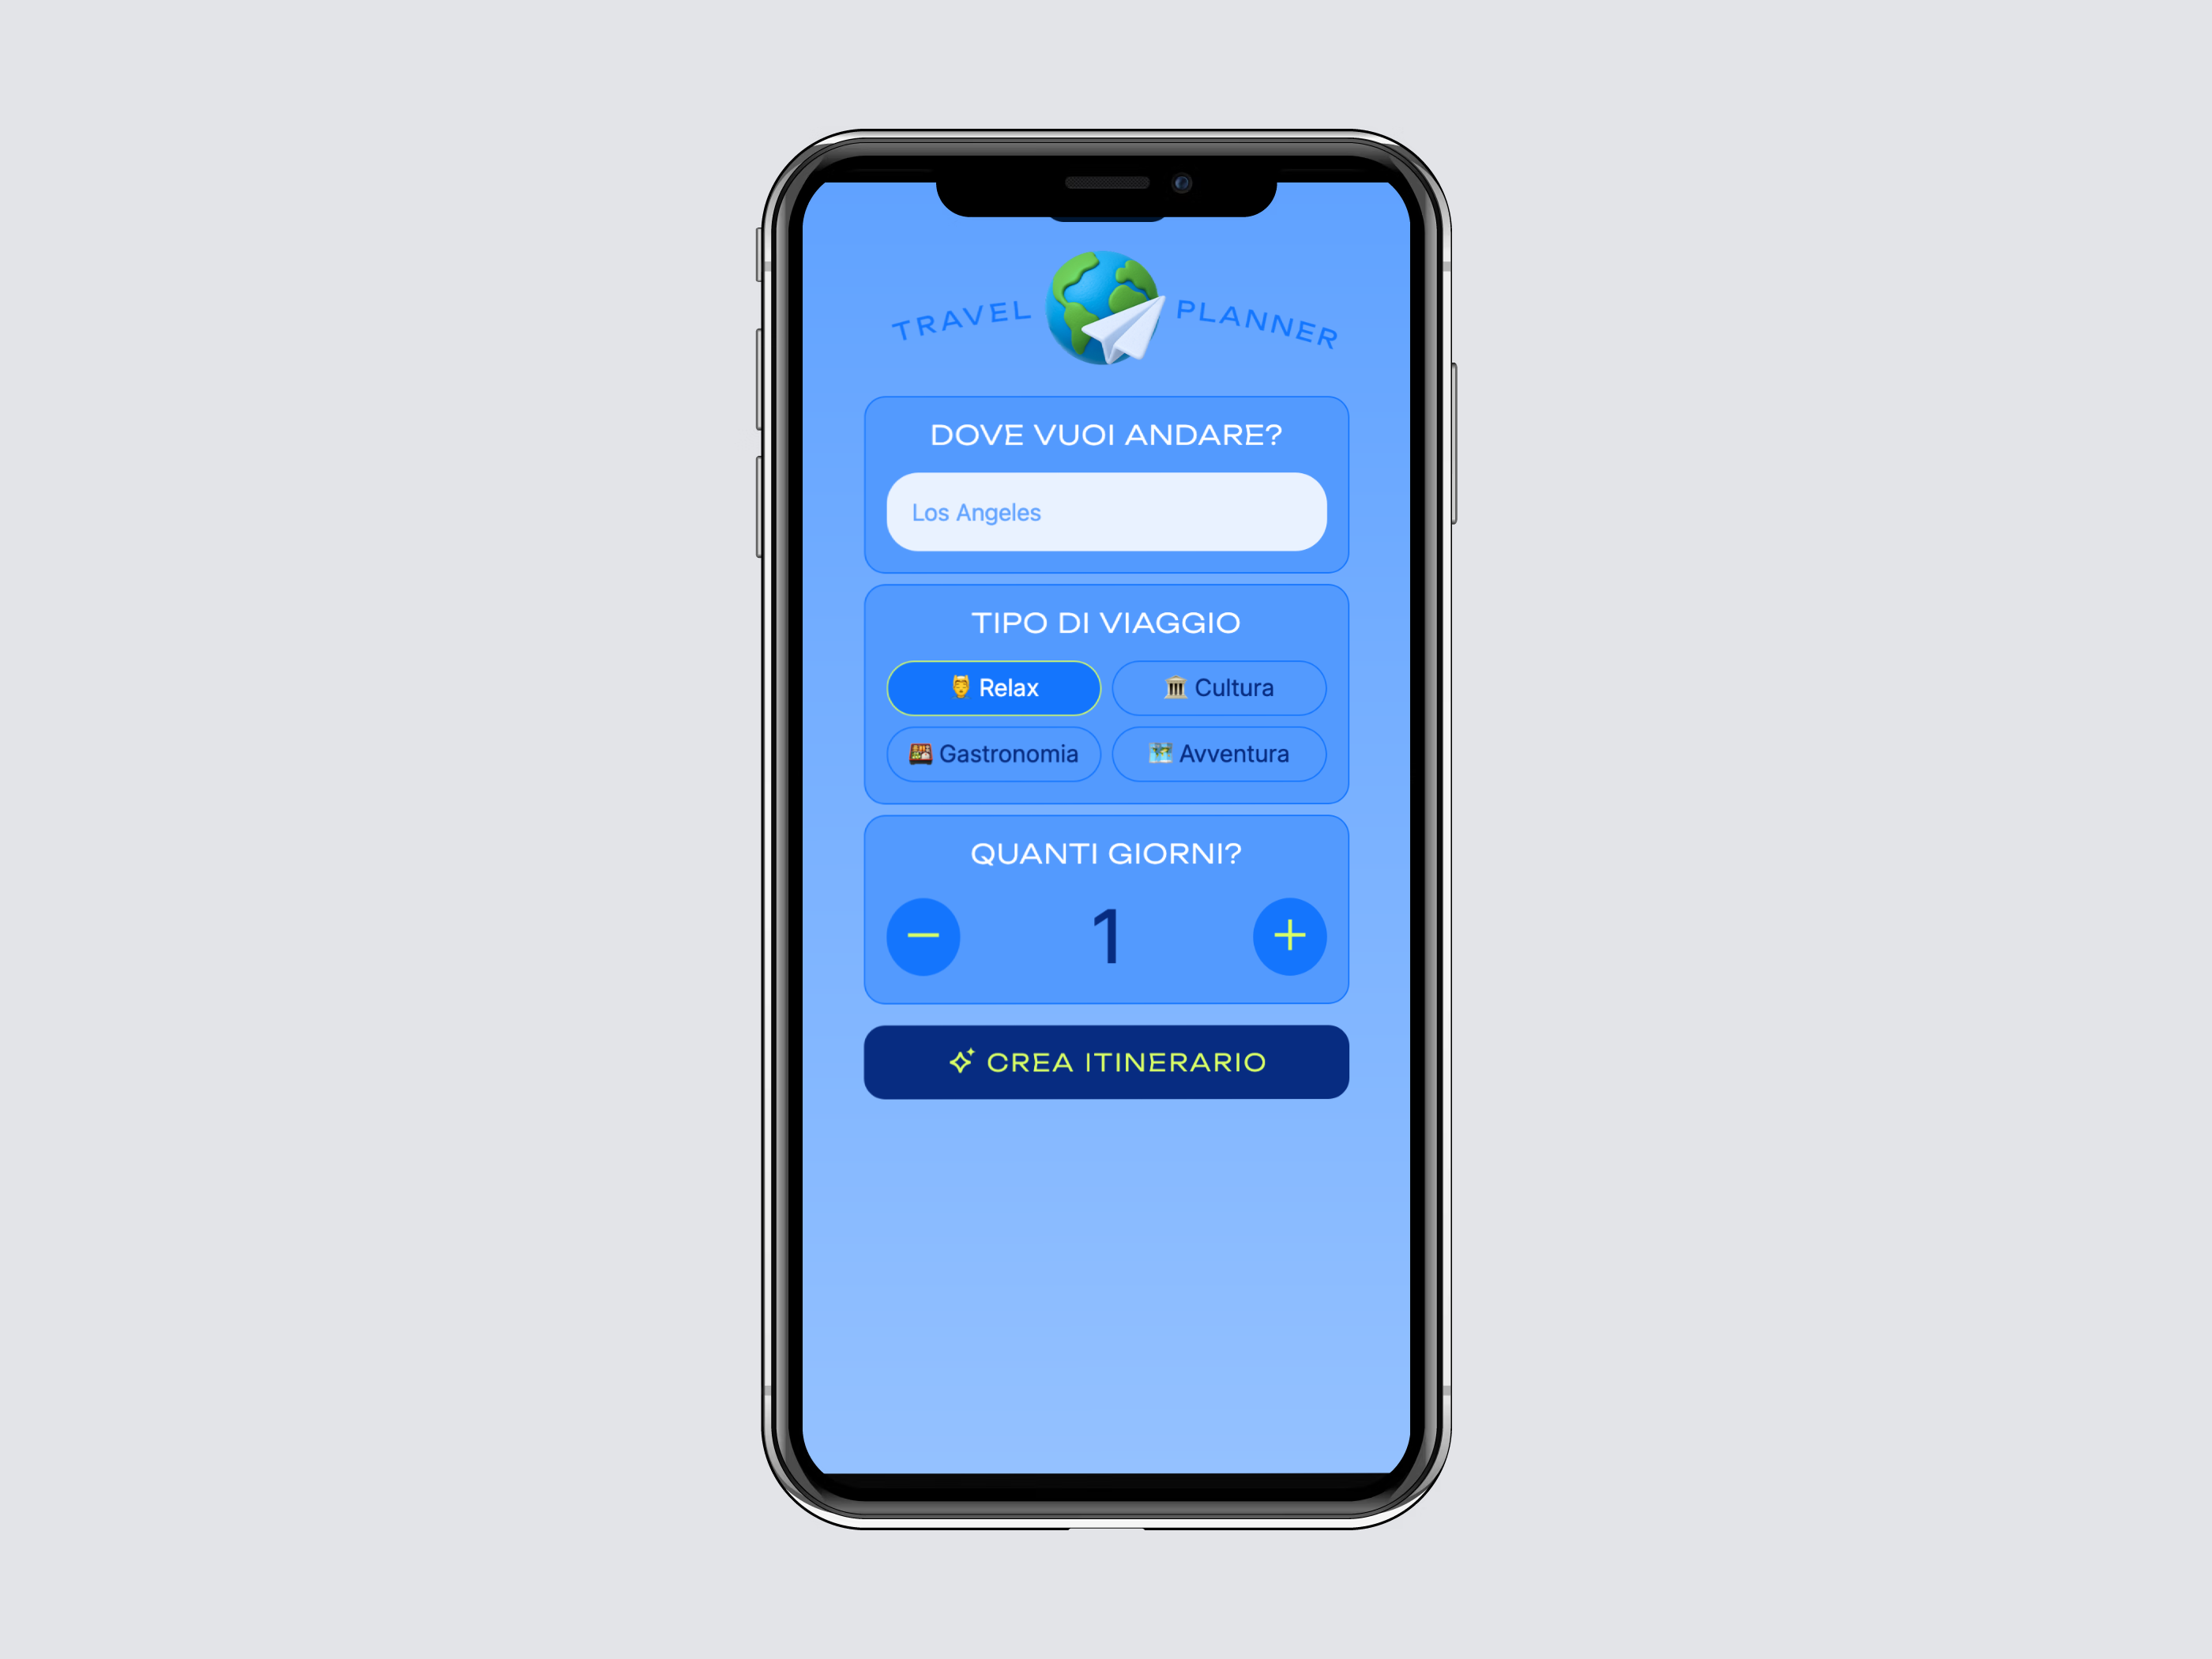 TRAVEL PLANNER
DOVE VUOI ANDARE?
Los Angeles
TIPO DI VIAGGIO
Relax
Cultura
Gastronomia
Avventura
QUANTI GIORNI?
− 1 +
CREA ITINERARIO